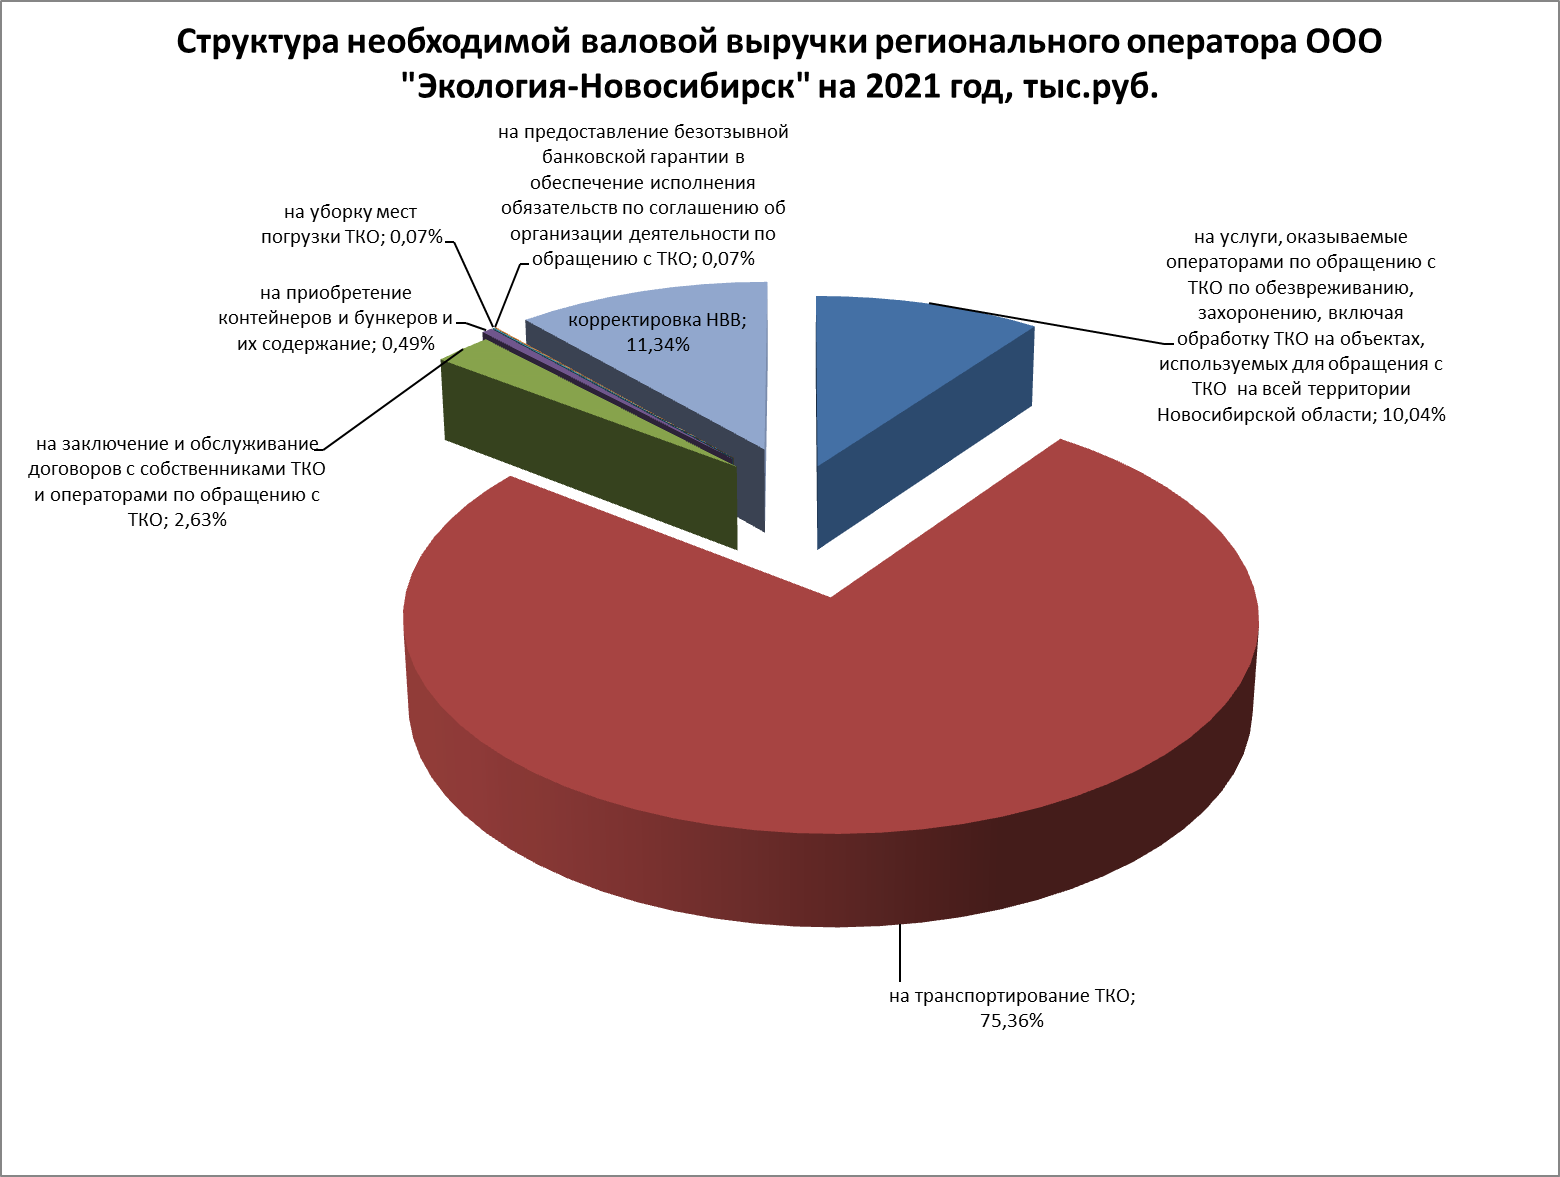 Структура необходимой валовой выручки регионального оператора ООО
"Экология-Новосибирск" на 2021 год, тыс.руб.
на предоставление безотзывной
банковской гарантии в
обеспечение исполнения
обязательств по соглашению об
организации деятельности по
обращению с ТКО; 0,07%
на уборку мест
погрузки ТКО; 0,07%
на приобретение
контейнеров и бункеров и
их содержание; 0,49%
корректировка НВВ;
11,34%
на услуги, оказываемые
операторами по обращению с
ТКО по обезвреживанию,
захоронению, включая
обработку ТКО на объектах,
используемых для обращения с
ТКО на всей территории
Новосибирской области; 10,04%
на заключение и обслуживание
договоров с собственниками ТКО
и операторами по обращению с
ТКО; 2,63%
на транспортирование ТКО;
75,36%